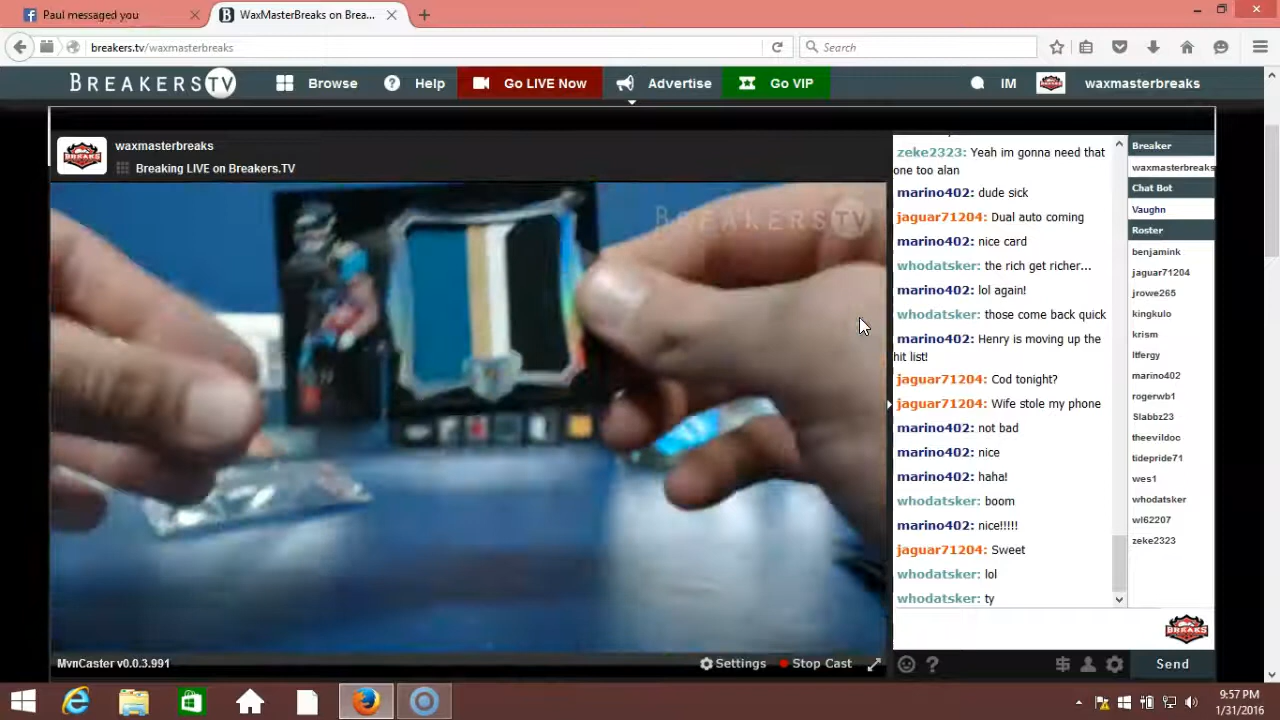 Paul messaged you
WaxMasterBreaks on Brea...
breakers.tv/waxmasterbreaks
Search
BREAKERS TV
Browse
Help
Go LIVE Now
Advertise
Go VIP
IM
waxmasterbreaks
BREAKS
waxmasterbreaks
Breaking LIVE on Breakers.TV
BREAKERS TV
zeke2323: Yeah im gonna need that
one too alan
marino402: dude sick
jaguar71204: Dual auto coming
marino402: nice card
whodatsker: the rich get richer...
marino402: lol again!
whodatsker: those come back quick
marino402: Henry is moving up the
hit list!
jaguar71204: Cod tonight?
jaguar71204: Wife stole my phone
marino402: not bad
marino402: nice
marino402: haha!
whodatsker: boom
marino402: nice!!!!!
jaguar71204: Sweet
whodatsker: lol
whodatsker: ty
Breaker
waxmasterbreaks
Chat Bot
Vaughn
Roster
benjamink
jaguar71204
jrowe265
kingkulo
krism
ltfergy
marino402
rogerwb1
Slabbz23
theevildoc
tidepride71
wes1
whodatsker
wl62207
zeke2323
BREAKS
MvnCaster v0.0.3.991
Settings
Stop Cast
Send
9:57 PM
1/31/2016